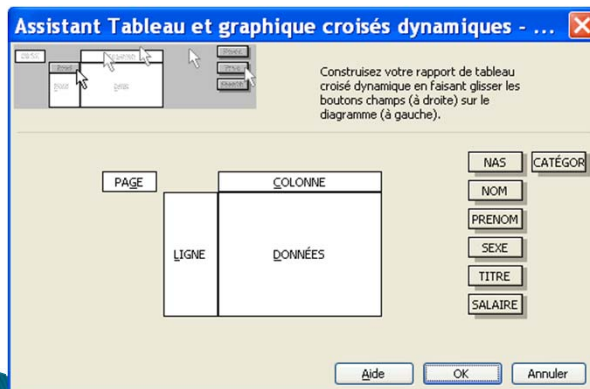 Assistant Tableau et graphique croisés dynamiques - ...
Construisez votre rapport de tableau
croisé dynamique en faisant glisser les
boutons champs (à droite) sur le
diagramme (à gauche).
PAGE
COLONNE
LIGNE
DONNÉES
NAS
CATÉGOR
NOM
PRENOM
SEXE
TITRE
SALAIRE
Aide
OK
Annuler